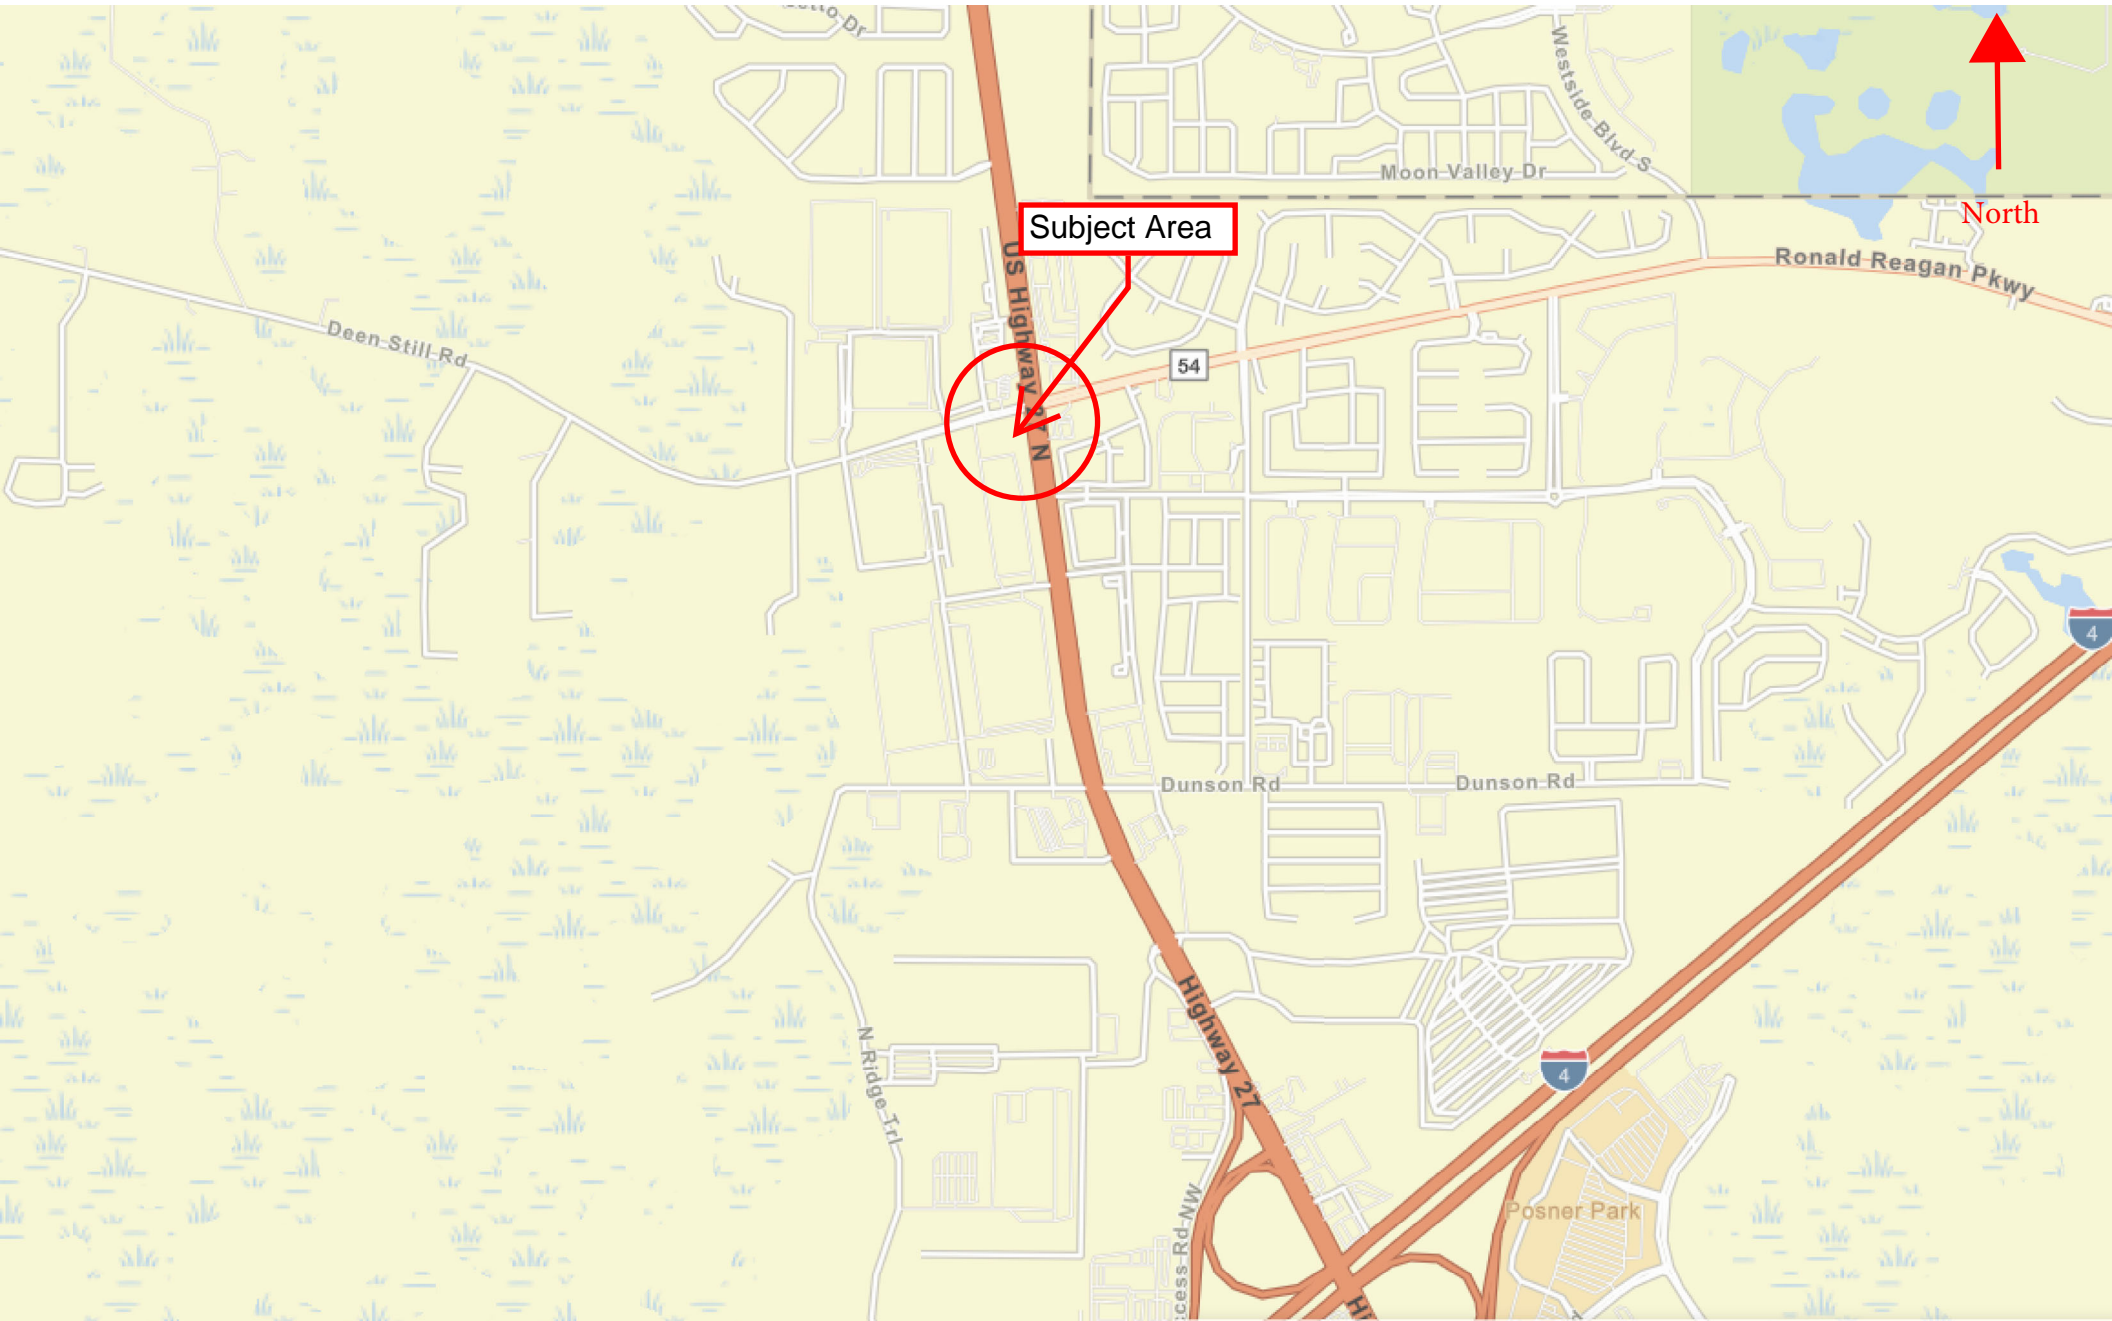 Westside Blvd S
Moon Valley Dr
North
Subject Area
US Highway 27 N
Ronald Reagan Pkwy
Deen Still Rd
54
4
Dunson Rd
Dunson Rd
Highway 27
N Ridge Trl
4
Posner Park